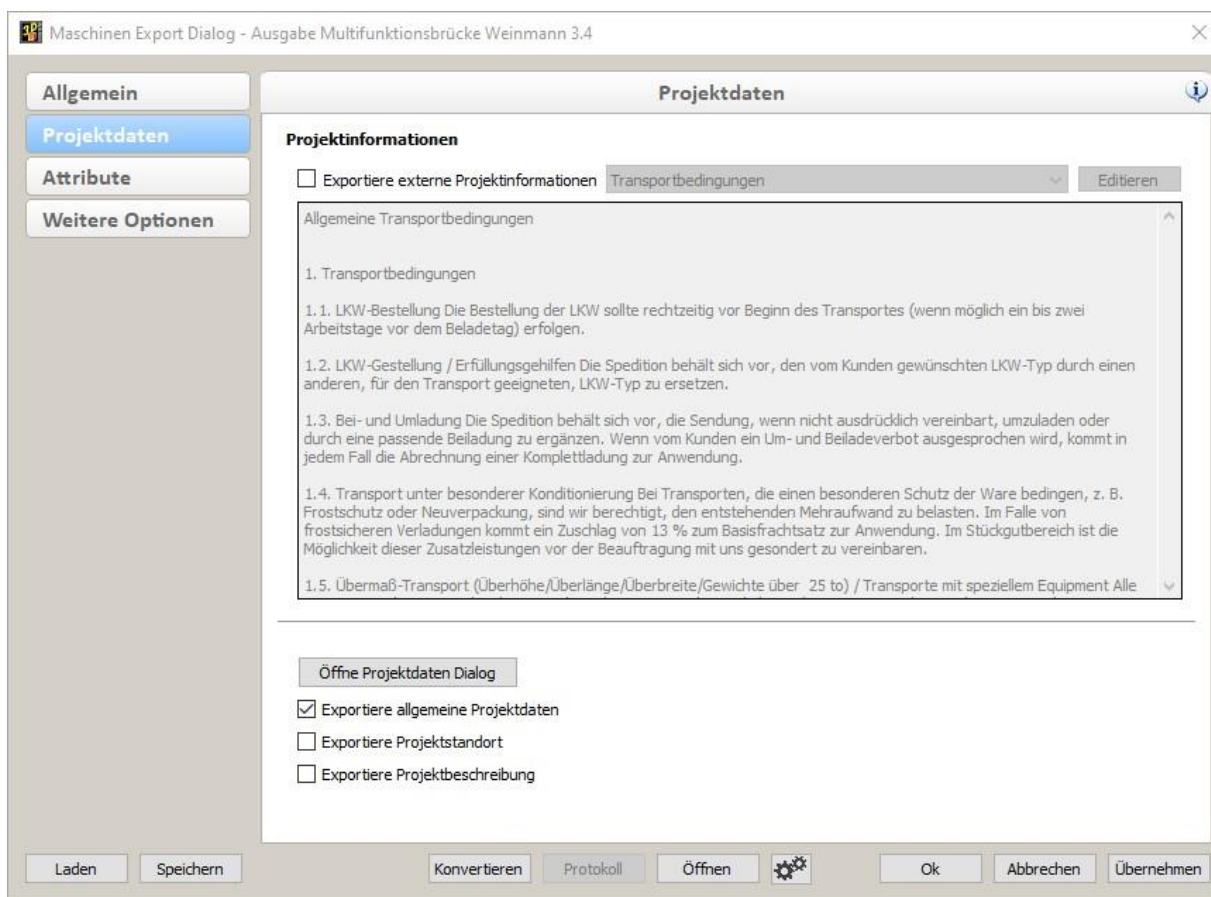 Maschinen Export Dialog - Ausgabe Multifunktionsbrücke Weinmann 3.4
Allgemein
Projektdaten
Attribute
Weitere Optionen
Projektdaten
Projektinformationen
Exportiere externe Projektinformationen Transportbedingungen Editieren
Allgemeine Transportbedingungen
1. Transportbedingungen
1.1. LKW-Bestellung Die Bestellung der LKW sollte rechtzeitig vor Beginn des Transportes (wenn möglich ein bis zwei
Arbeitstage vor dem Beladetag) erfolgen.
1.2. LKW-Gestellung / Erfüllungsgehilfen Die Spedition behält sich vor, den vom Kunden gewünschten LKW-Typ durch einen
anderen, für den Transport geeigneten, LKW-Typ zu ersetzen.
1.3. Bei- und Umladung Die Spedition behält sich vor, die Sendung, wenn nicht ausdrücklich vereinbart, umzuladen oder
durch eine passende Beiladung zu ergänzen. Wenn vom Kunden ein Um- und Beiladeverbot ausgesprochen wird, kommt in
jedem Fall die Abrechnung einer Komplettladung zur Anwendung.
1.4. Transport unter besonderer Konditionierung Bei Transporten, die einen besonderen Schutz der Ware bedingen, z. B.
Frostschutz oder Neuverpackung, sind wir berechtigt, den entstehenden Mehraufwand zu belasten. Im Falle von
frostsicheren Verladungen kommt ein Zuschlag von 13 % zum Basisfrachtsatz zur Anwendung. Im Stückgutbereich ist die
Möglichkeit dieser Zusatzleistungen vor der Beauftragung mit uns gesondert zu vereinbaren.
1.5. Übermaß-Transport (Überhöhe/Überlänge/Überbreite/Gewichte über 25 to) / Transporte mit speziellem Equipment Alle
Öffne Projektdaten Dialog
Exportiere allgemeine Projektdaten
Exportiere Projektstandort
Exportiere Projektbeschreibung
Laden Speichern Konvertieren Protokoll Öffnen Ok Abbrechen Übernehmen